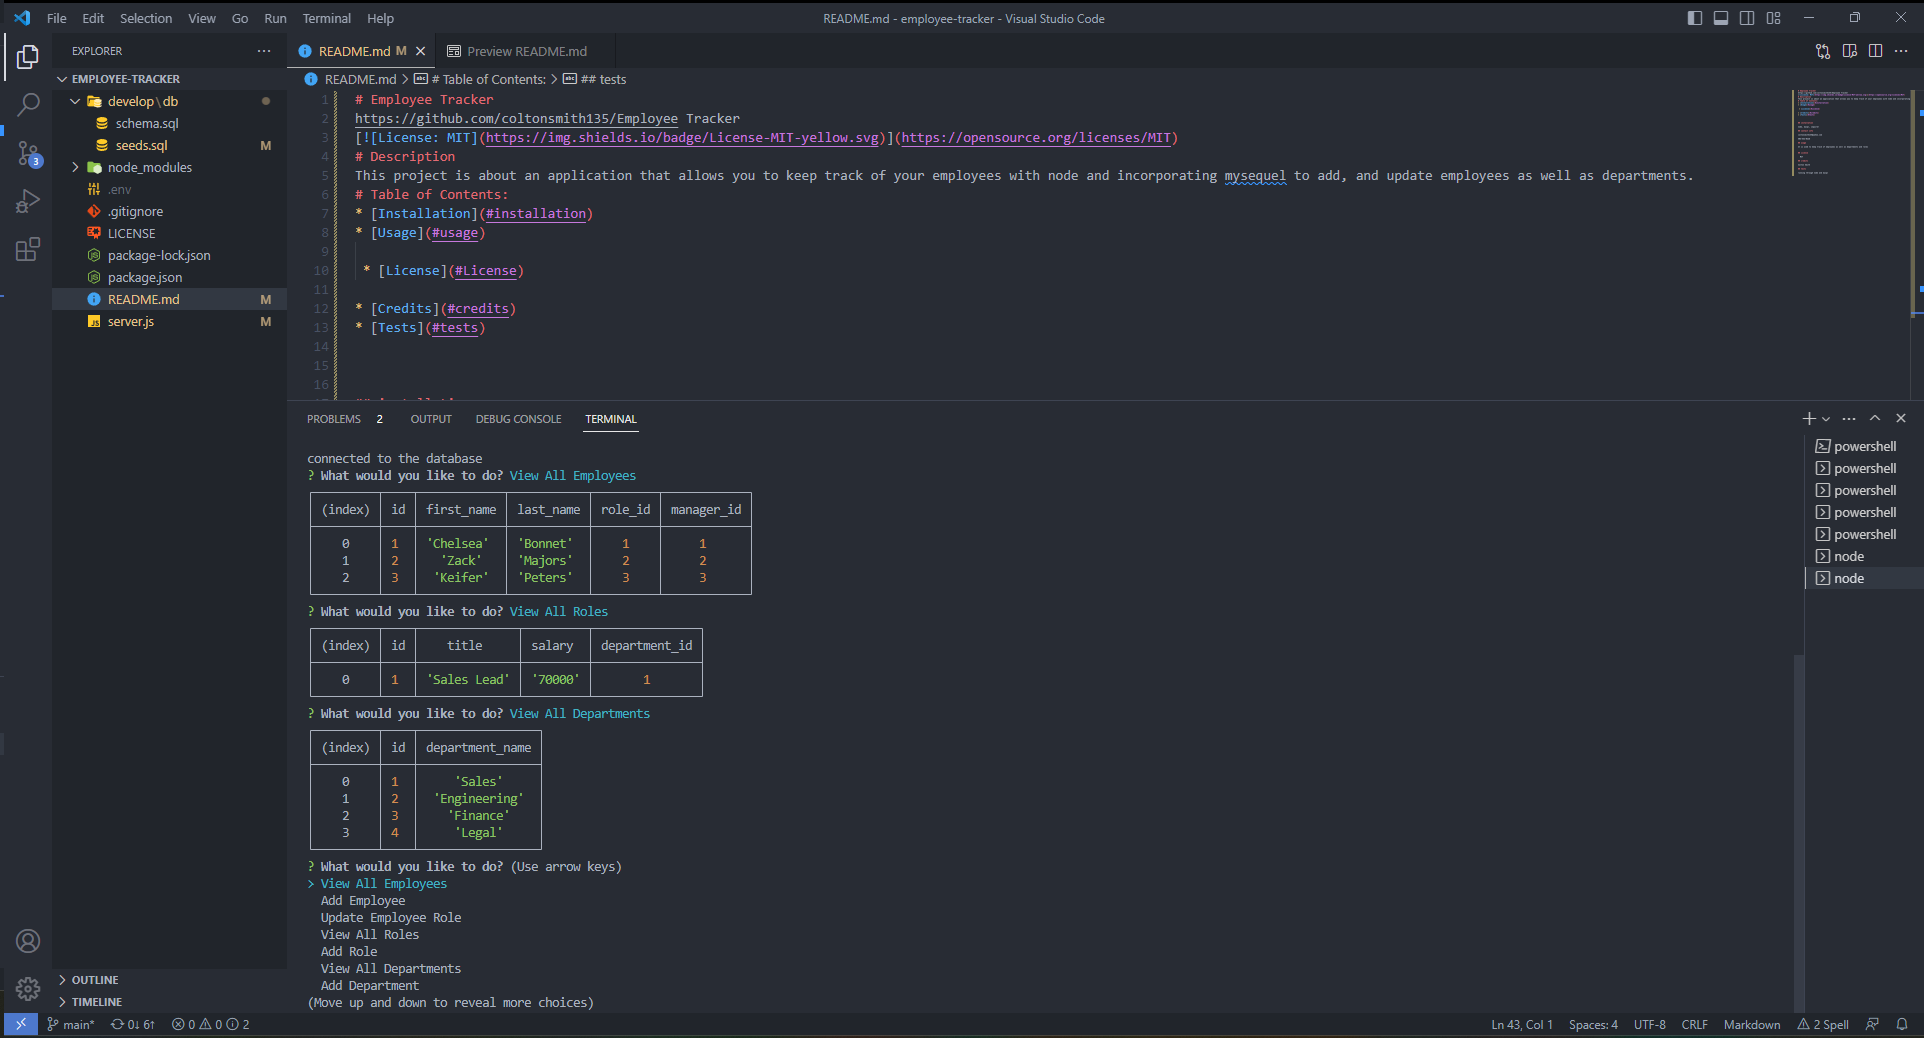 File Edit Selection View Go Run Terminal Help
README.md - employee-tracker - Visual Studio Code
EXPLORER
EMPLOYEE-TRACKER
develop\db
schema.sql
seeds.sql M
node_modules
.env
.gitignore
LICENSE
package-lock.json
package.json
README.md M
server.js M
OUTLINE
TIMELINE
3
README.md M
Preview README.md
README.md > # Table of Contents: > ## tests
1 # Employee Tracker
2 https://github.com/coltonsmith135/Employee Tracker
3 [![License: MIT](https://img.shields.io/badge/License-MIT-yellow.svg)](https://opensource.org/licenses/MIT)
4 # Description
5 This project is about an application that allows you to keep track of your employees with node and incorporating mysequel to add, and update employees as well as departments.
6 # Table of Contents:
7 * [Installation](#installation)
8 * [Usage](#usage)
9
10 * [License](#License)
11
12 * [Credits](#credits)
13 * [Tests](#tests)
14
15
16
PROBLEMS 2 OUTPUT DEBUG CONSOLE TERMINAL
connected to the database
? What would you like to do? View All Employees
(index) id first_name last_name role_id manager_id
0 1 'Chelsea' 'Bonnet' 1 1
1 2 'Zack' 'Majors' 2 2
2 3 'Keifer' 'Peters' 3 3
? What would you like to do? View All Roles
(index) id title salary department_id
0 1 'Sales Lead' '70000' 1
? What would you like to do? View All Departments
(index) id department_name
0 1 'Sales'
1 2 'Engineering'
2 3 'Finance'
3 4 'Legal'
? What would you like to do? (Use arrow keys)
> View All Employees
Add Employee
Update Employee Role
View All Roles
Add Role
View All Departments
Add Department
(Move up and down to reveal more choices)
powershell
powershell
powershell
powershell
powershell
node
node
main* 0↓ 6↑ 0 0 2
Ln 43, Col 1 Spaces: 4 UTF-8 CRLF Markdown 2 Spell